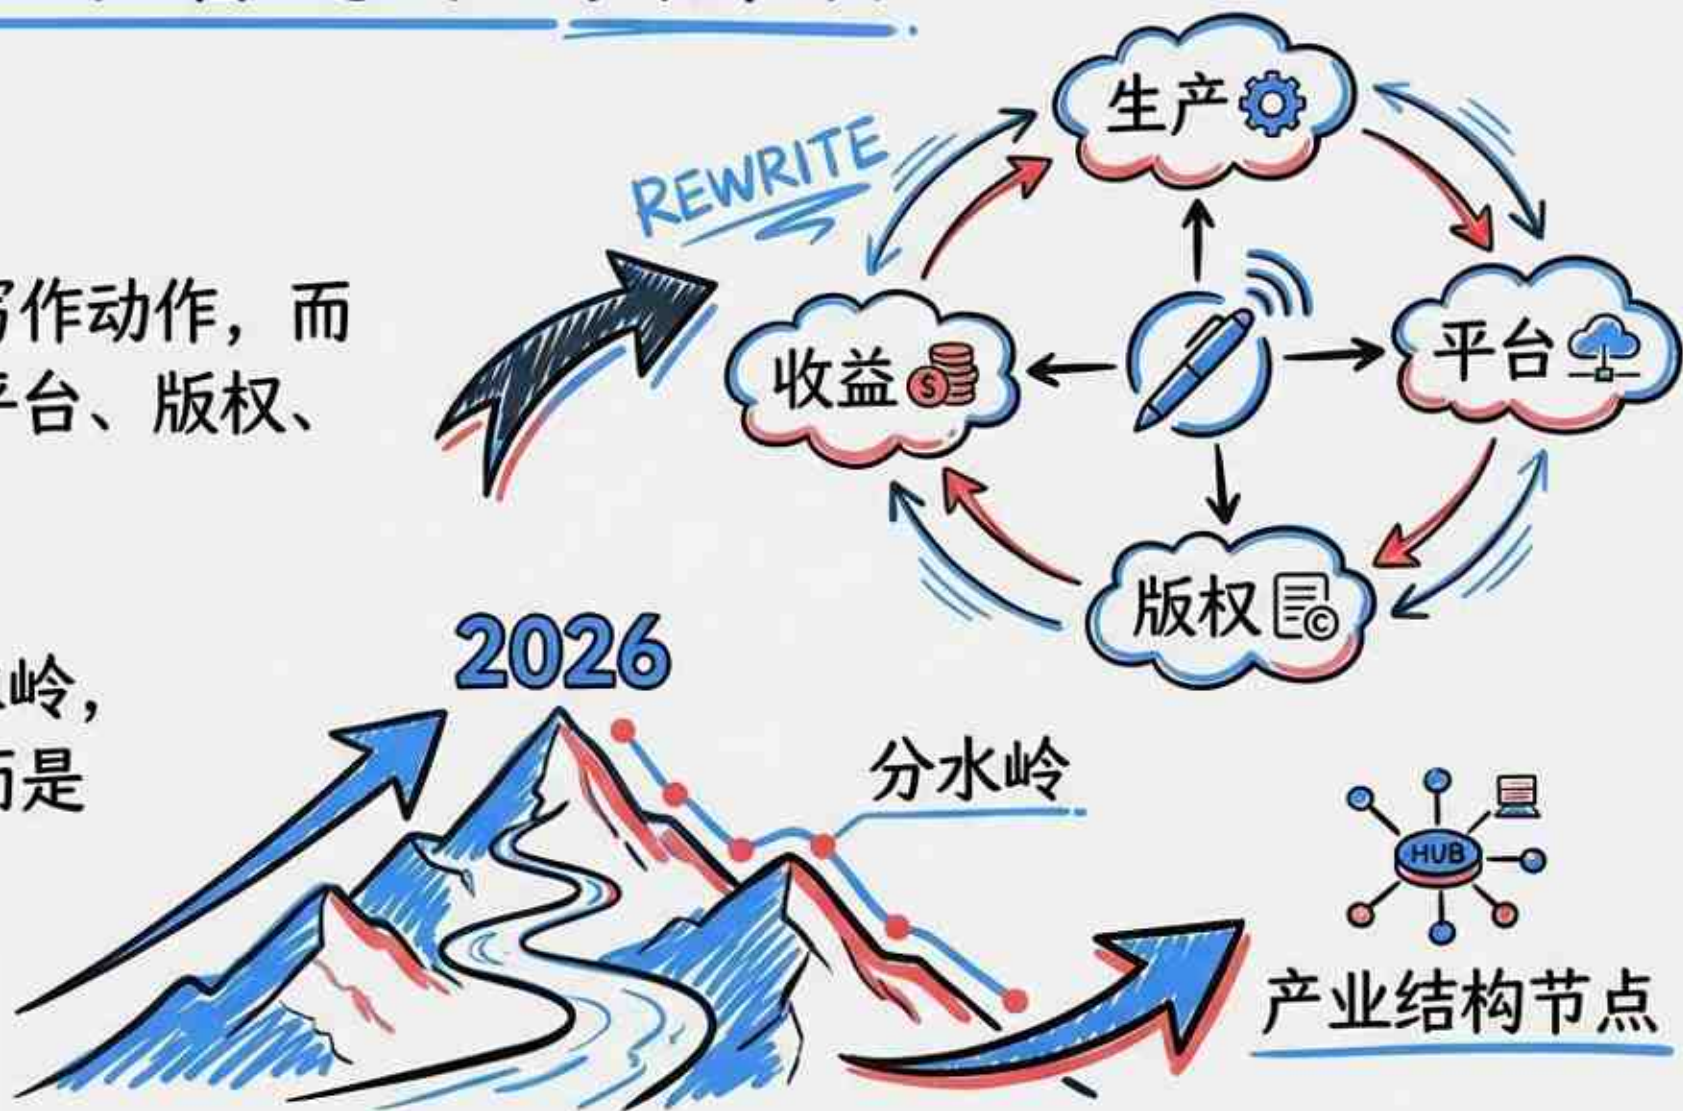 REWRITE
生产
收益
平台
版权
写作动作，而
平台、版权、
2026
岭，
而是
分水岭
HUB
产业结构节点